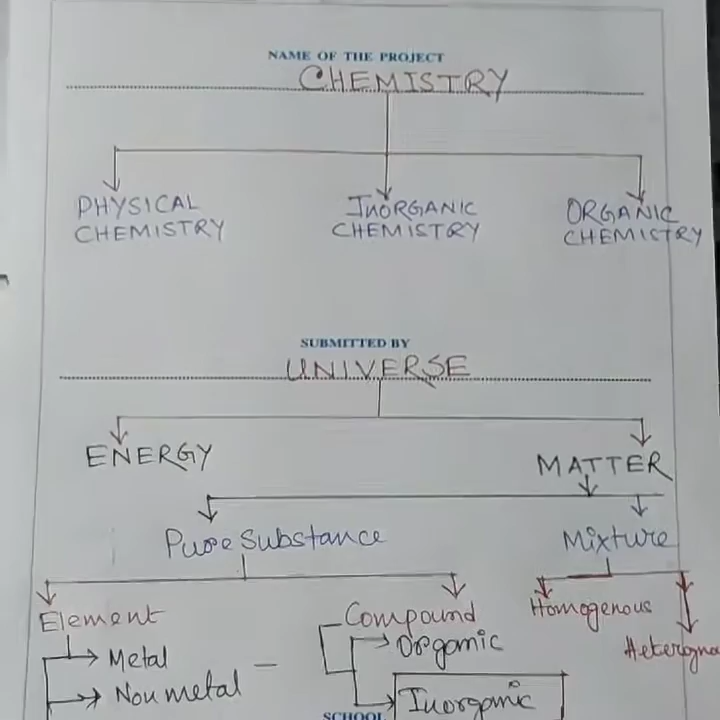 NAME OF THE PROJECT
CHEMISTRY
PHYSICAL CHEMISTRY
INORGANIC CHEMISTRY
ORGANIC CHEMISTRY
SUBMITTED BY
UNIVERSE
ENERGY
MATTER
Pure Substance
Mixture
Element
Compound
Homogenous
Heterogno
Metal
Organic
Non metal
Inorganic
SCHOOL